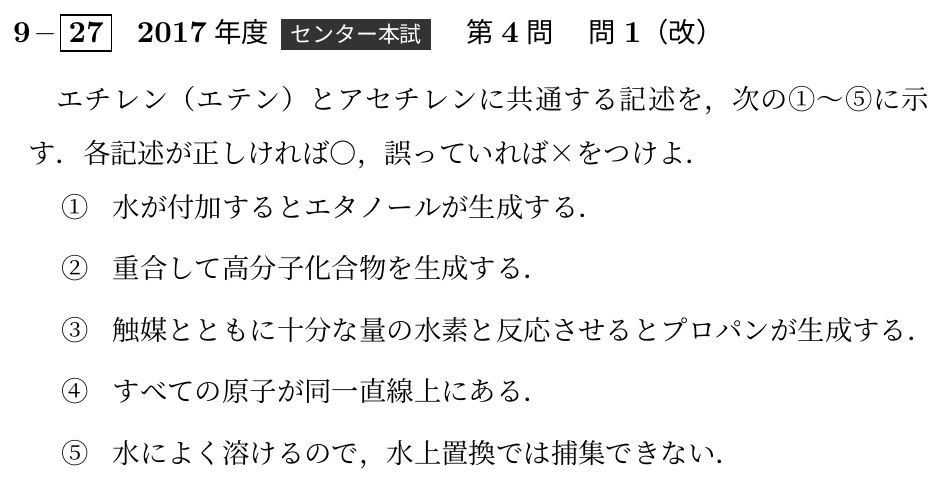 9−27 2017年度 センター本試 第4問 問1（改）
エチレン（エテン）とアセチレンに共通する記述を，次の①～⑤に示
す．各記述が正しければ○，誤っていれば×をつけよ．
① 水が付加するとエタノールが生成する．
② 重合して高分子化合物を生成する．
③ 触媒とともに十分な量の水素と反応させるとプロパンが生成する．
④ すべての原子が同一直線上にある．
⑤ 水によく溶けるので，水上置換では捕集できない．